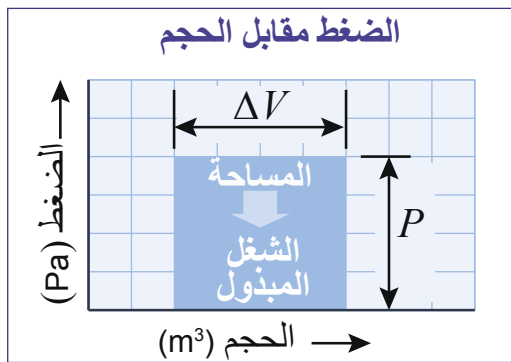 الضغط مقابل الحجم
ΔV
المساحة
الشغل
المبذول
P
الضغط (Pa)
الحجم (m³)